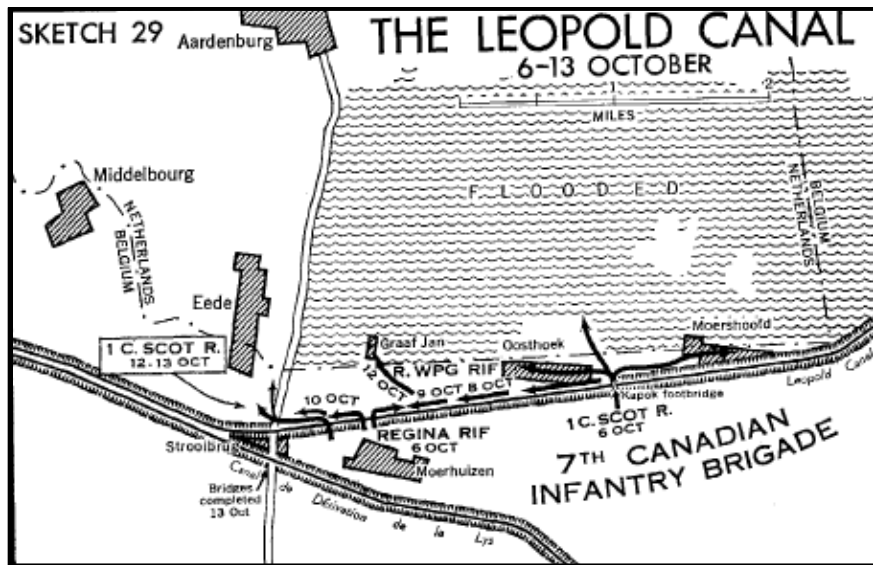 SKETCH 29
Aardenburg
THE LEOPOLD CANAL
6-13 OCTOBER
1 2
MILES
FLOODED
Middelbourg
NETHERLANDS
BELGIUM
BELGIUM
NETHERLANDS
Eede
1 C. SCOT R.
12-13 OCT
Graaf Jan
Oosthoek
Moershoofd
R. WPG RIF
12 OCT
9 OCT 8 OCT
10 OCT
Kapok footbridge
Leopold Canal
1 C. SCOT R.
6 OCT
REGINA RIF
6 OCT
Strooibrug
Moerhuizen
7TH CANADIAN
INFANTRY BRIGADE
Bridges
completed
13 Oct
Canal de Dérivation de la Lys